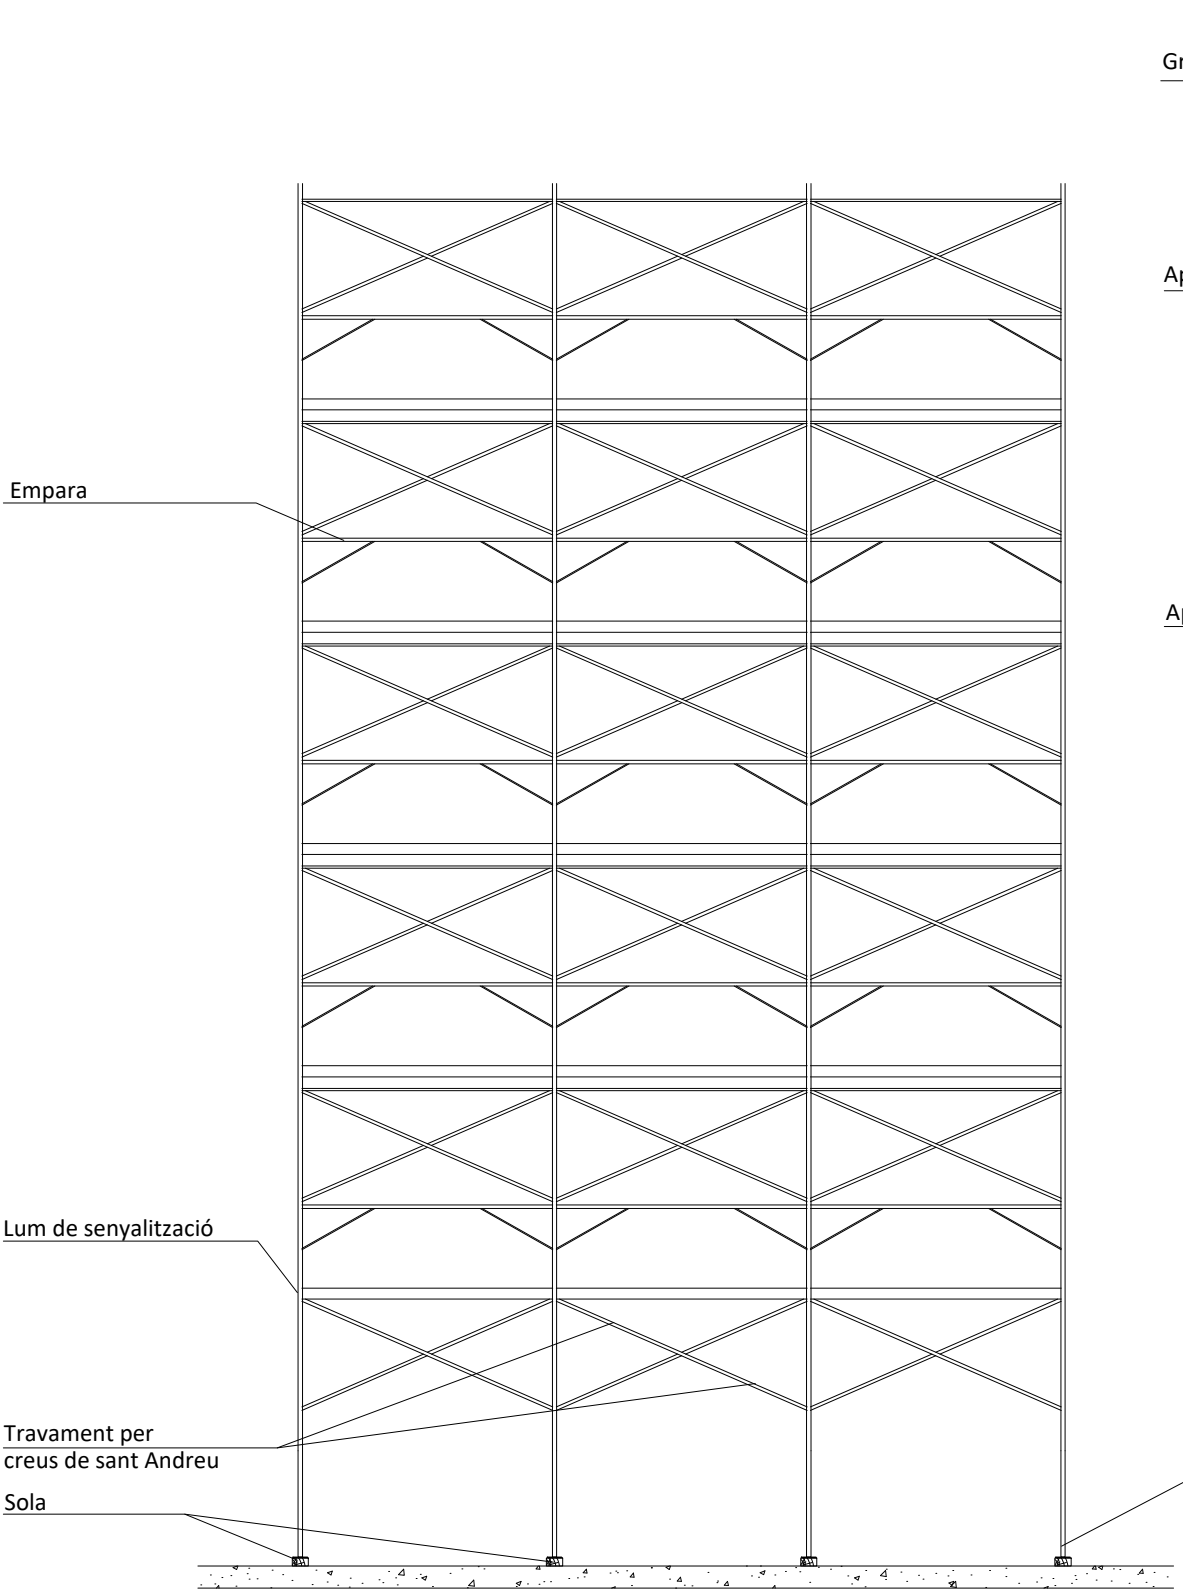 Empara
Lum de senyalització
Travament per
creus de sant Andreu
Sola